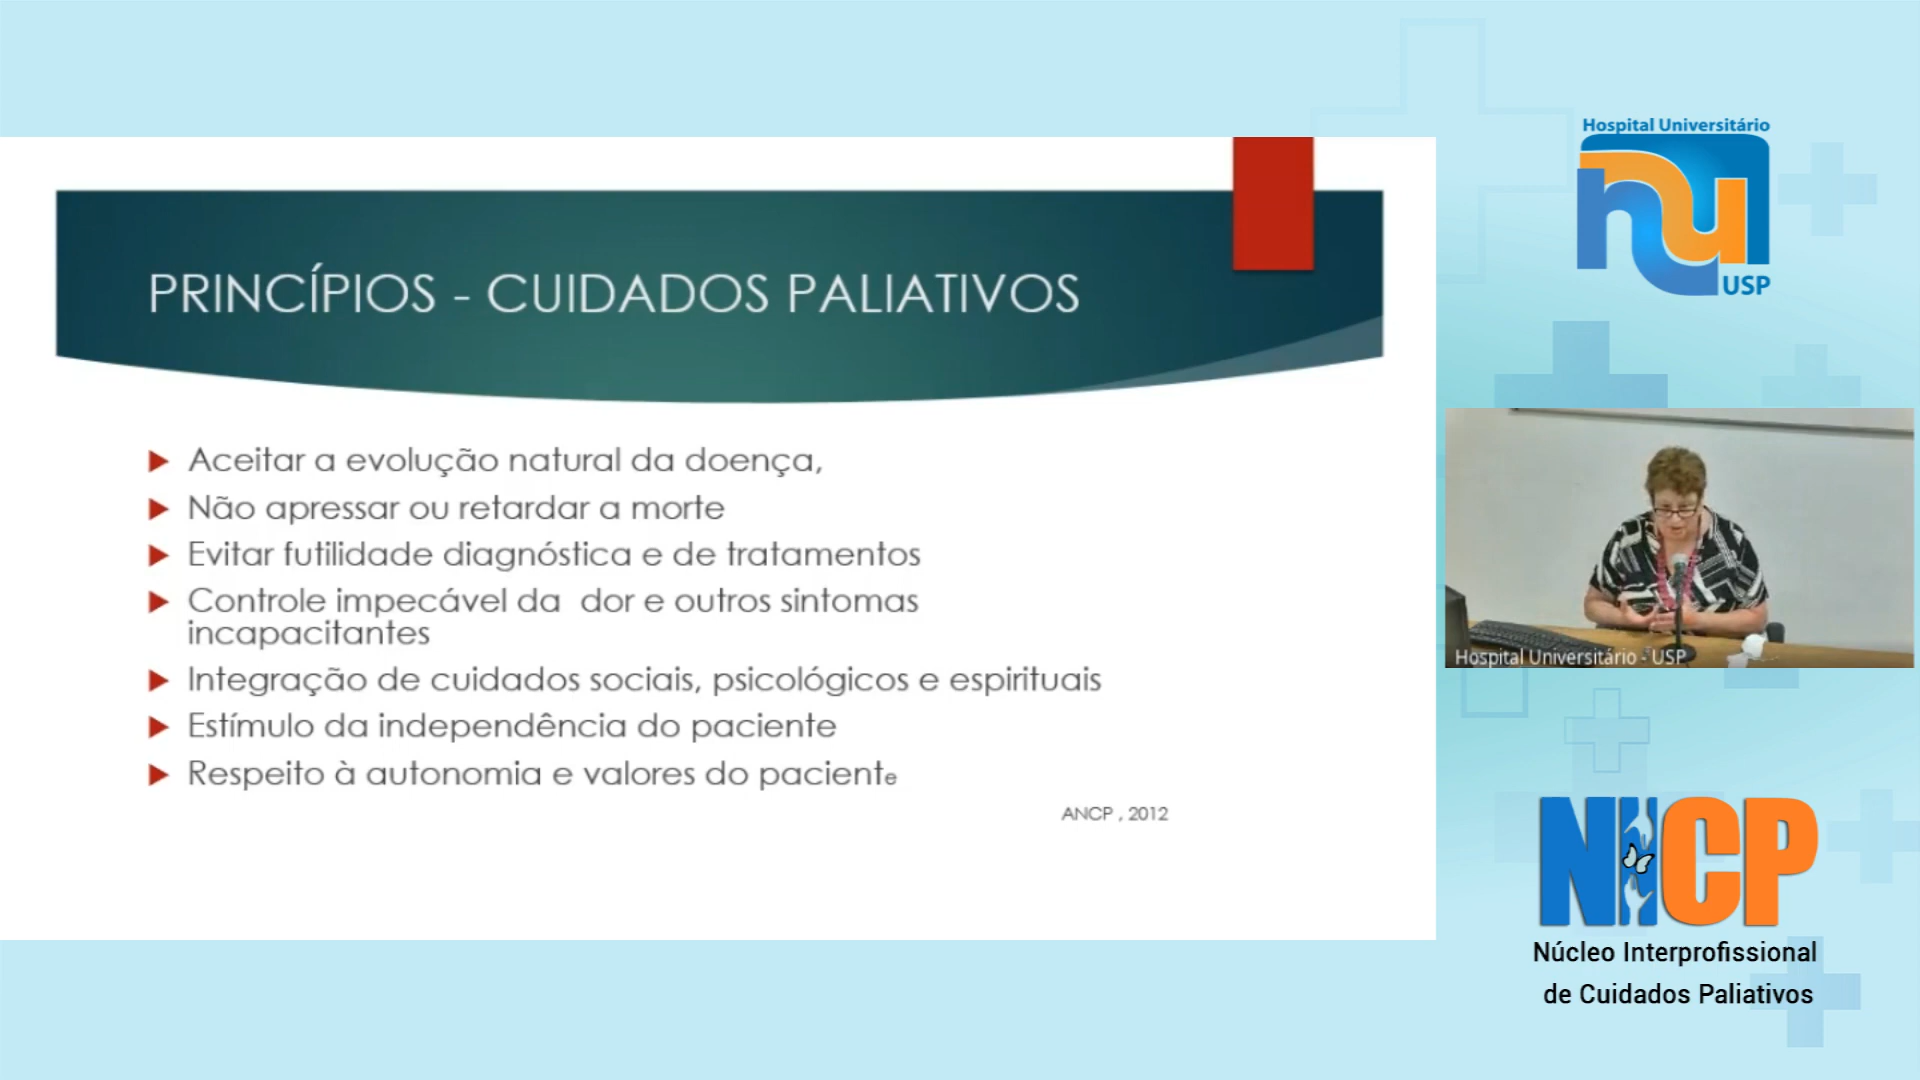 PRINCÍPIOS - CUIDADOS PALIATIVOS
Aceitar a evolução natural da doença,
Não apressar ou retardar a morte
Evitar futilidade diagnóstica e de tratamentos
Controle impecável da dor e outros sintomas
incapacitantes
Integração de cuidados sociais, psicológicos e espirituais
Estímulo da independência do paciente
Respeito à autonomia e valores do paciente
ANCP , 2012
Hospital Universitário
hu
USP
Hospital Universitário - USP
NICP
Núcleo Interprofissional
de Cuidados Paliativos